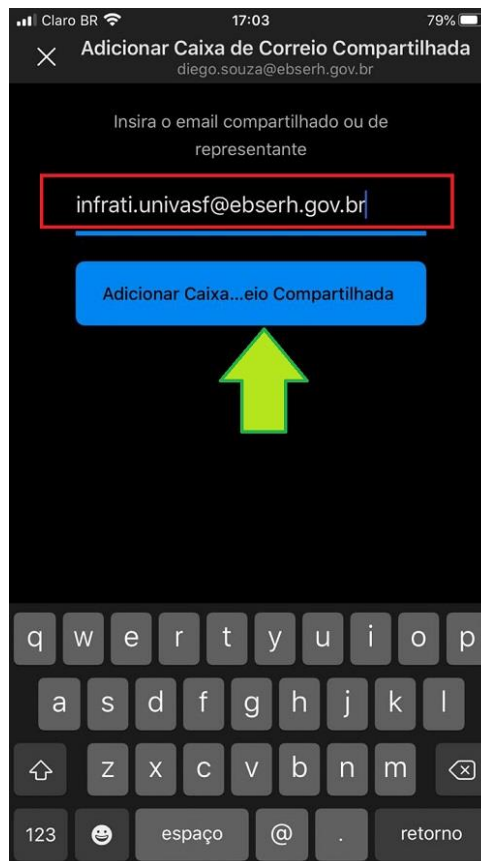 Claro BR 17:03 79%
Adicionar Caixa de Correio Compartilhada
diego.souza@ebserh.gov.br
Insira o email compartilhado ou de
representante
infrati.univasf@ebserh.gov.br
Adicionar Caixa...eio Compartilhada
q w e r t y u i o p
a s d f g h j k l
z x c v b n m
123 espaço @ . retorno